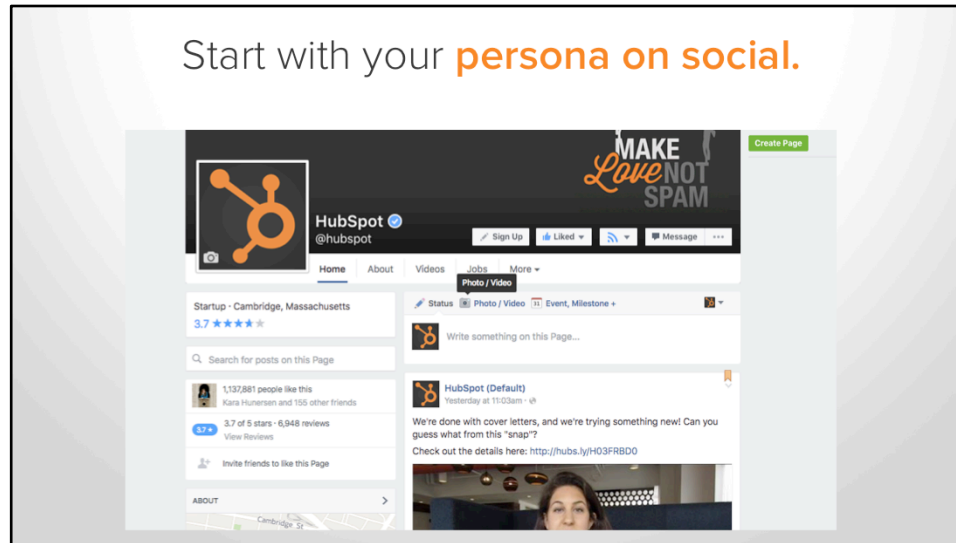 Start with your persona on social.
MAKE
Love NOT
SPAM
Create Page
HubSpot
@hubspot
Sign Up
Liked
Message
Home About Videos Jobs More
Photo / Video
Status Photo / Video 11 Event, Milestone +
Startup · Cambridge, Massachusetts
3.7
Write something on this Page...
Search for posts on this Page
1,137,881 people like this
Kara Hunersen and 155 other friends
3.7 3.7 of 5 stars · 6,948 reviews
View Reviews
Invite friends to like this Page
ABOUT
Cambridge St
HubSpot (Default)
Yesterday at 11:03am ·
We're done with cover letters, and we're trying something new! Can you
guess what from this "snap"?
Check out the details here: http://hubs.ly/H03FRBD0